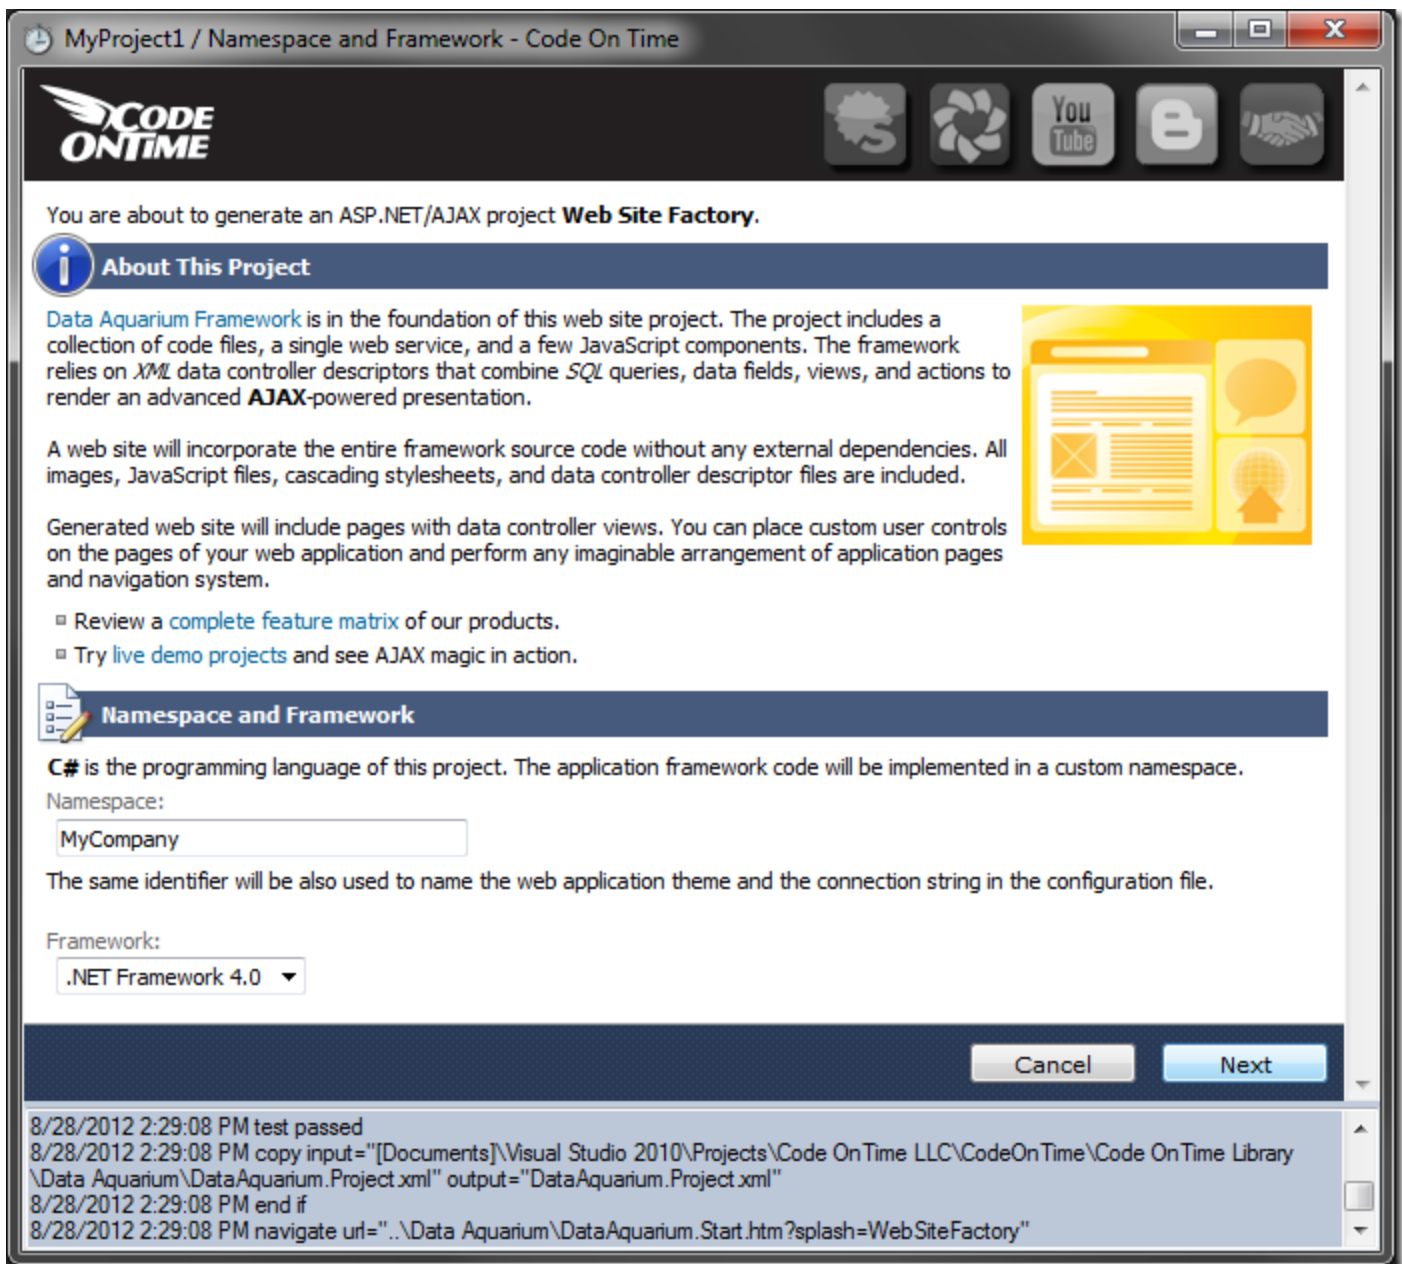 MyProject1 / Namespace and Framework - Code On Time
CODE
ONTIME
You
Tube
You are about to generate an ASP.NET/AJAX project Web Site Factory.
About This Project
Data Aquarium Framework is in the foundation of this web site project. The project includes a
collection of code files, a single web service, and a few JavaScript components. The framework
relies on XML data controller descriptors that combine SQL queries, data fields, views, and actions to
render an advanced AJAX-powered presentation.
A web site will incorporate the entire framework source code without any external dependencies. All
images, JavaScript files, cascading stylesheets, and data controller descriptor files are included.
Generated web site will include pages with data controller views. You can place custom user controls
on the pages of your web application and perform any imaginable arrangement of application pages
and navigation system.
Review a complete feature matrix of our products.
Try live demo projects and see AJAX magic in action.
Namespace and Framework
C# is the programming language of this project. The application framework code will be implemented in a custom namespace.
Namespace:
MyCompany
The same identifier will be also used to name the web application theme and the connection string in the configuration file.
Framework:
.NET Framework 4.0
Cancel Next
8/28/2012 2:29:08 PM test passed
8/28/2012 2:29:08 PM copy input="[Documents]\Visual Studio 2010\Projects\Code OnTime LLC\CodeOnTime\Code OnTime Library
\Data Aquarium\DataAquarium.Project.xml" output="DataAquarium.Project.xml"
8/28/2012 2:29:08 PM end if
8/28/2012 2:29:08 PM navigate url="..\Data Aquarium\DataAquarium.Start.htm?splash=WebSiteFactory"